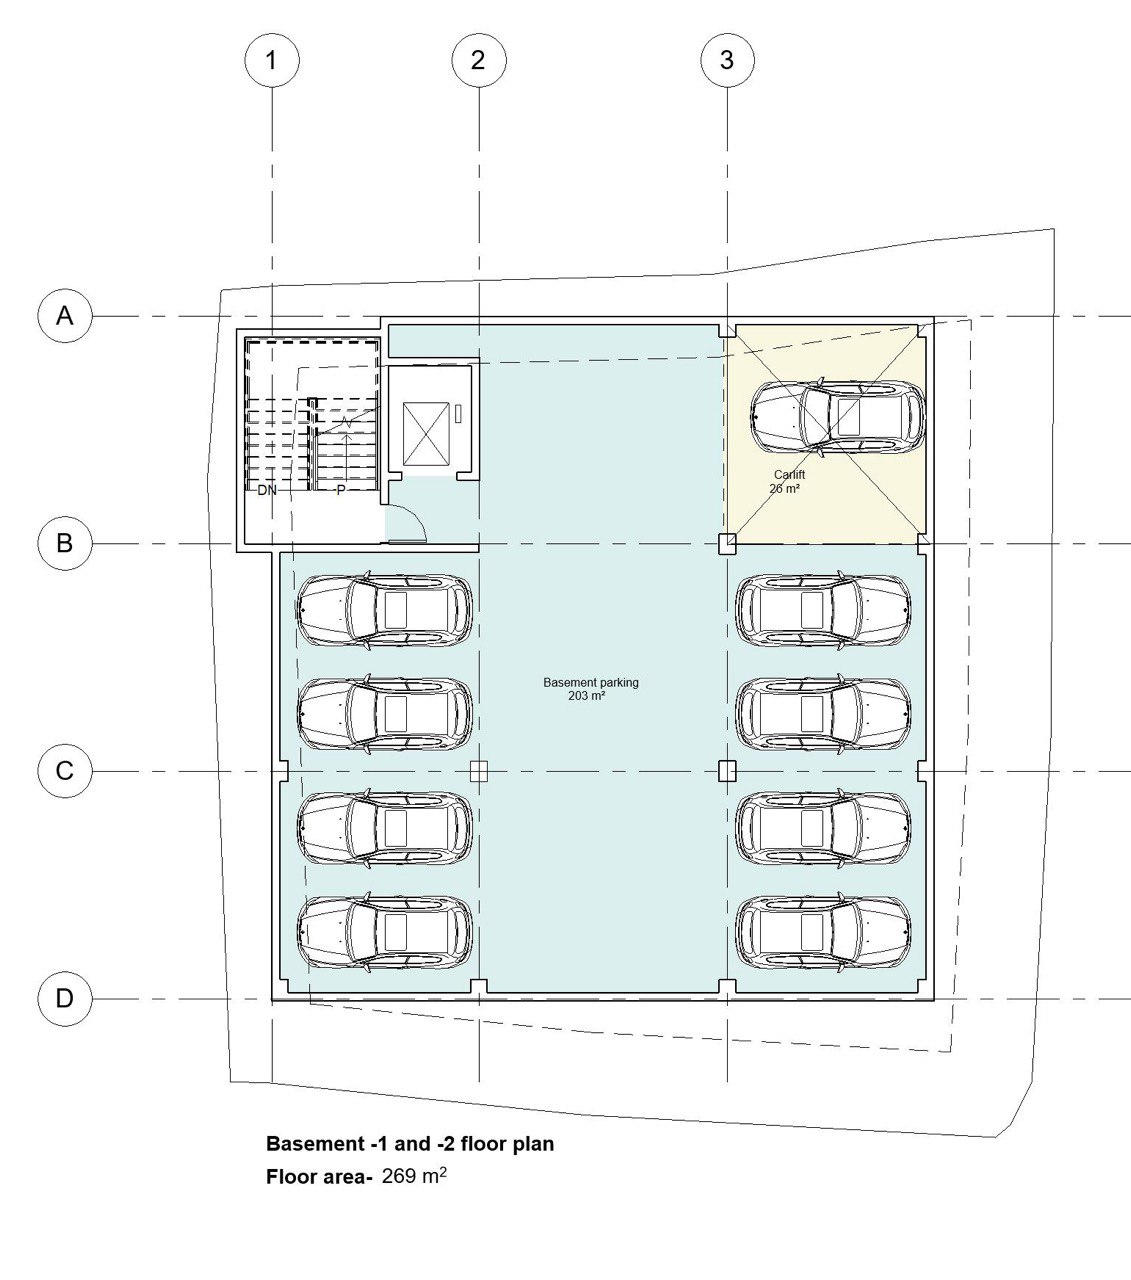 1
2
3
A
Carlift
26 m²
DN
P
B
Basement parking
203 m²
C
D
Basement -1 and -2 floor plan
Floor area- 269 m²